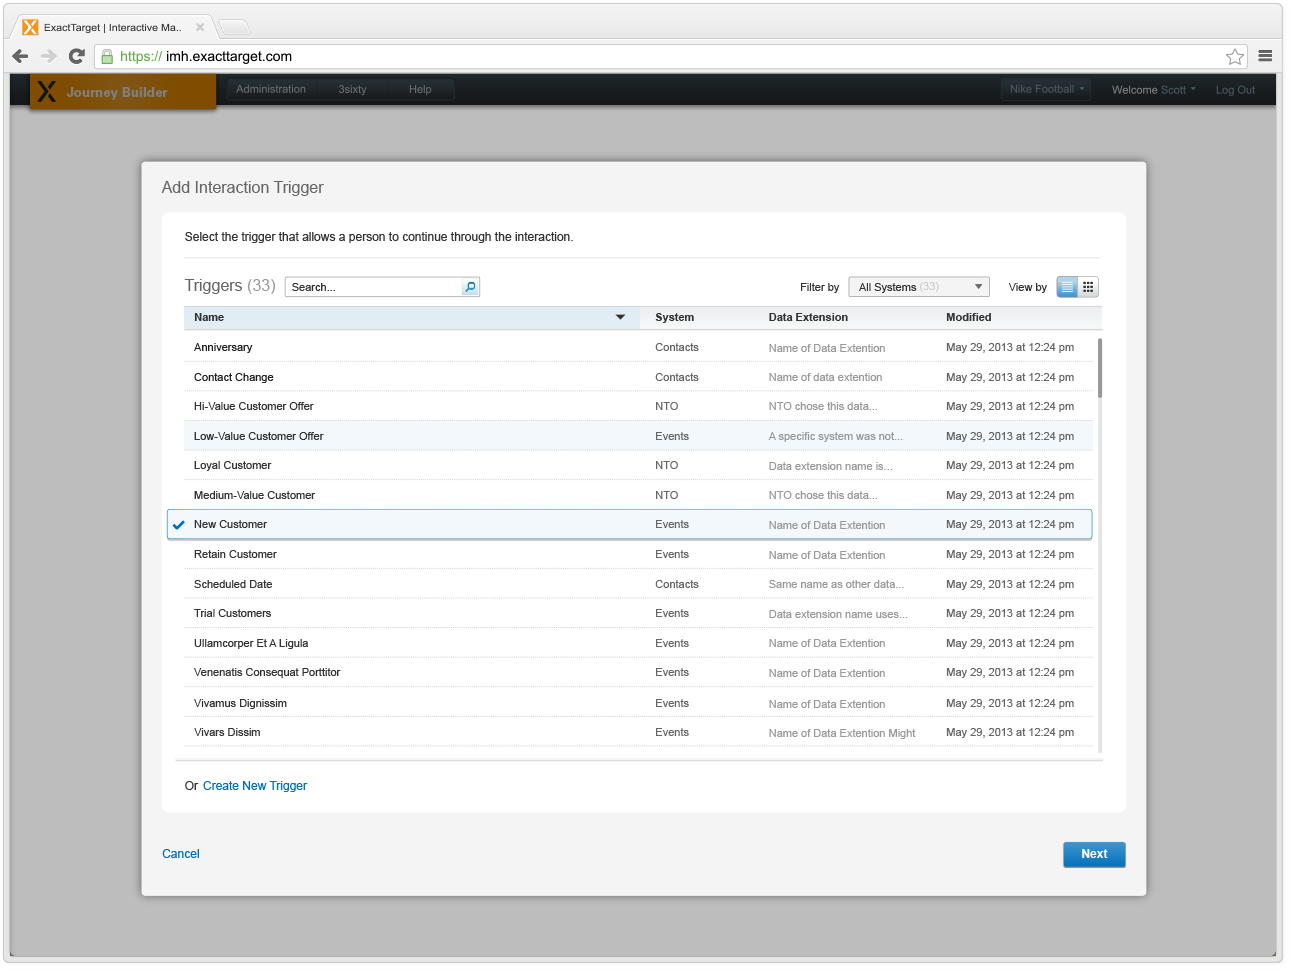 ExactTarget | Interactive Ma..
https:// imh.exacttarget.com
Journey Builder Administration 3sixty Help Nike Football Welcome Scott Log Out
Add Interaction Trigger
Select the trigger that allows a person to continue through the interaction.
Triggers (33) Search... Filter by All Systems (33) View by
Name System Data Extension Modified
Anniversary Contacts Name of Data Extention May 29, 2013 at 12:24 pm
Contact Change Contacts Name of data extention May 29, 2013 at 12:24 pm
Hi-Value Customer Offer NTO NTO chose this data... May 29, 2013 at 12:24 pm
Low-Value Customer Offer Events A specific system was not... May 29, 2013 at 12:24 pm
Loyal Customer NTO Data extension name is... May 29, 2013 at 12:24 pm
Medium-Value Customer NTO NTO chose this data... May 29, 2013 at 12:24 pm
New Customer Events Name of Data Extention May 29, 2013 at 12:24 pm
Retain Customer Events Name of Data Extention May 29, 2013 at 12:24 pm
Scheduled Date Contacts Same name as other data... May 29, 2013 at 12:24 pm
Trial Customers Events Data extension name uses... May 29, 2013 at 12:24 pm
Ullamcorper Et A Ligula Events Name of Data Extention May 29, 2013 at 12:24 pm
Venenatis Consequat Porttitor Events Name of Data Extention May 29, 2013 at 12:24 pm
Vivamus Dignissim Events Name of Data Extention May 29, 2013 at 12:24 pm
Vivars Dissim Events Name of Data Extention Might May 29, 2013 at 12:24 pm
Or Create New Trigger
Cancel Next